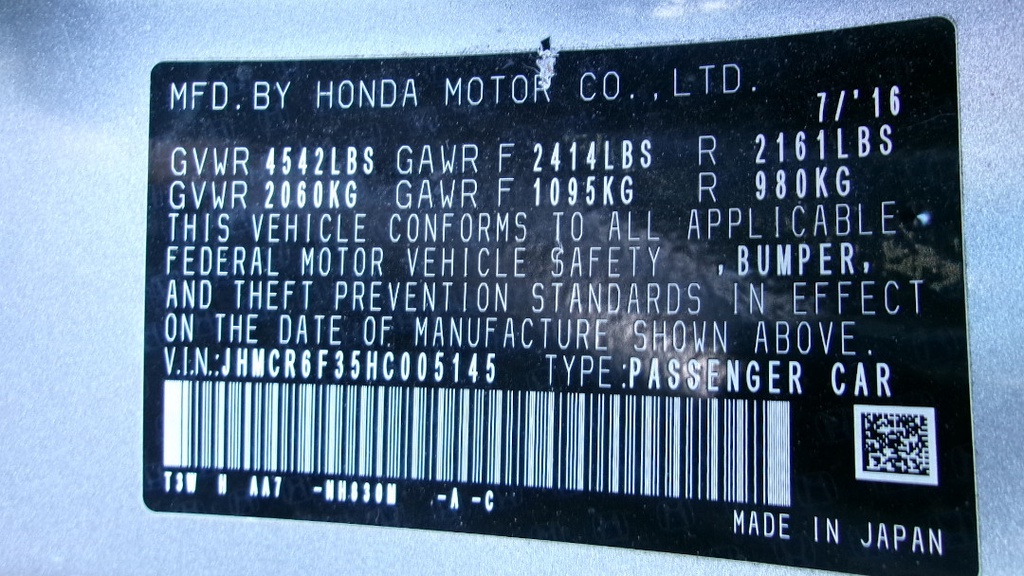 MFD. BY HONDA MOTOR CO., LTD.
7/'16
GVWR 4542LBS GAWR F 2414LBS R 2161LBS
GVWR 2060KG GAWR F 1095KG R 980KG
THIS VEHICLE CONFORMS TO ALL APPLICABLE
FEDERAL MOTOR VEHICLE SAFETY ,BUMPER,
AND THEFT PREVENTION STANDARDS IN EFFECT
ON THE DATE OF MANUFACTURE SHOWN ABOVE.
V.I.N.:JHMCR6F35HC005145 TYPE:PASSENGER CAR
T3W N AA7 -NH830M -A -C
MADE IN JAPAN